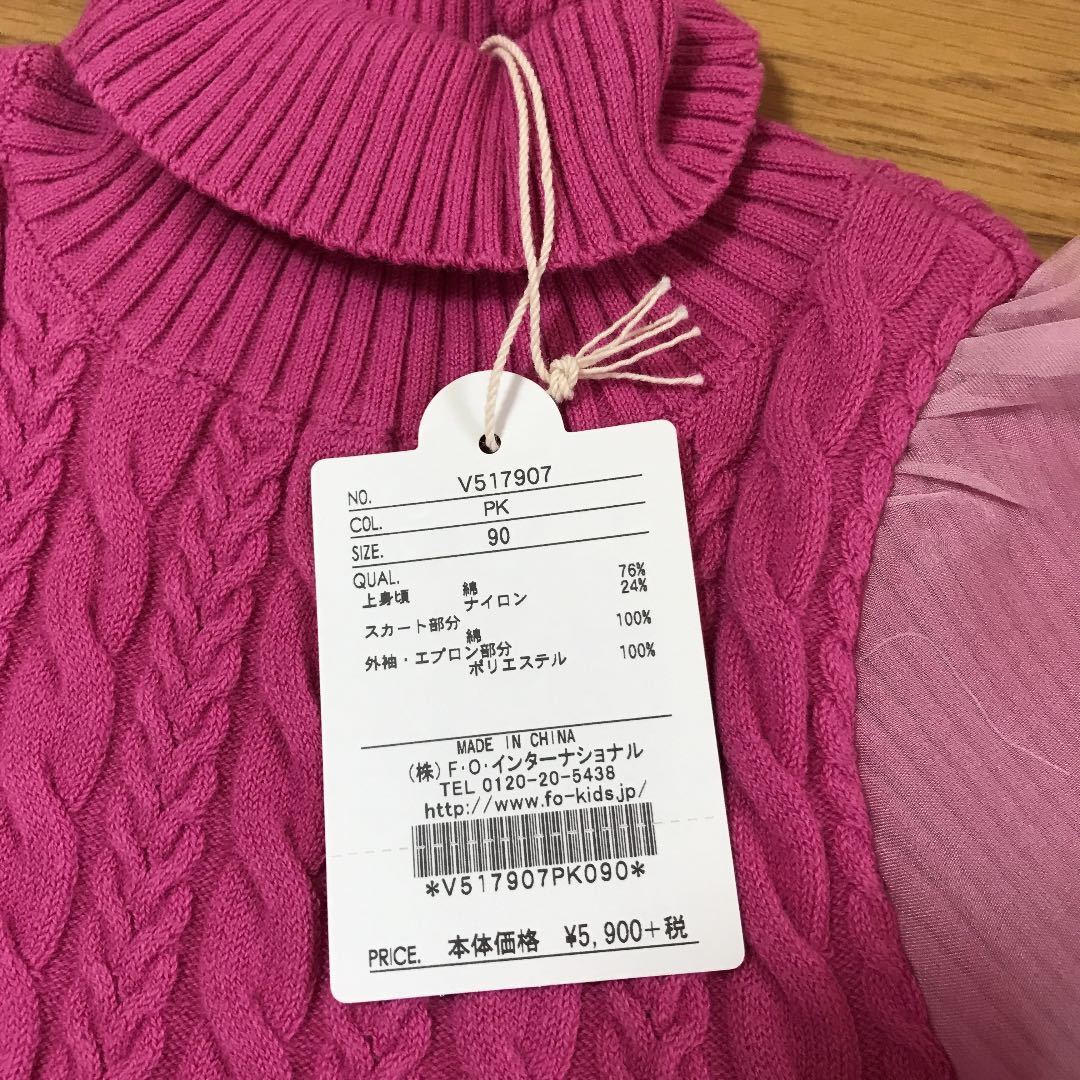 NO. V517907
COL. PK
SIZE. 90
QUAL.
上身頃 綿 76%
ナイロン 24%
スカート部分
綿 100%
外袖・エプロン部分
ポリエステル 100%
MADE IN CHINA
(株)F・O・インターナショナル
TEL 0120-20-5438
http://www.fo-kids.jp/
*V517907PK090*
PRICE. 本体価格 ¥5,900+税